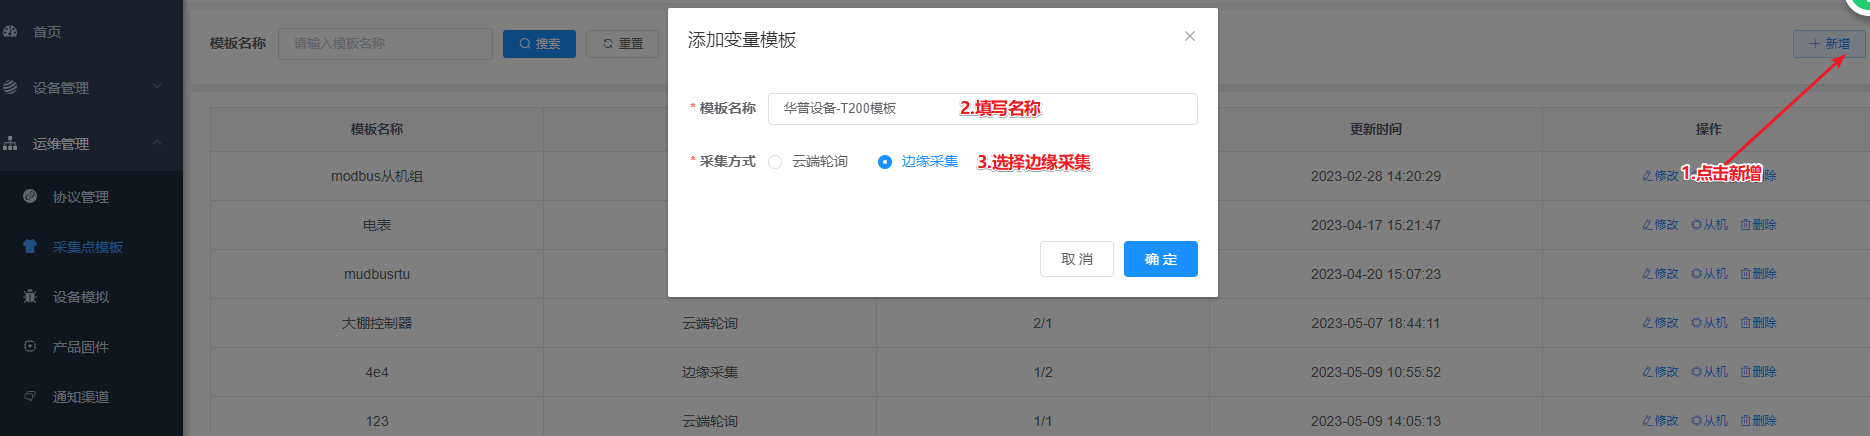 首页
设备管理
运维管理
协议管理
采集点模板
设备模拟
产品固件
通知渠道
模板名称 请输入模板名称 搜索 重置
新增
添加变量模板
* 模板名称 华普设备-T200模板 2.填写名称
* 采集方式 云端轮询 边缘采集 3.选择边缘采集
取 消 确 定
1.点击新增
模板名称 更新时间 操作
modbus从机组 2023-02-28 14:20:29 修改 除
电表 2023-04-17 15:21:47 修改 从机 删除
mudbusrtu 2023-04-20 15:07:23 修改 从机 删除
大棚控制器 云端轮询 2/1 2023-05-07 18:44:11 修改 从机 删除
4e4 边缘采集 1/2 2023-05-09 10:55:52 修改 从机 删除
123 云端轮询 1/1 2023-05-09 14:05:13 修改 从机 删除